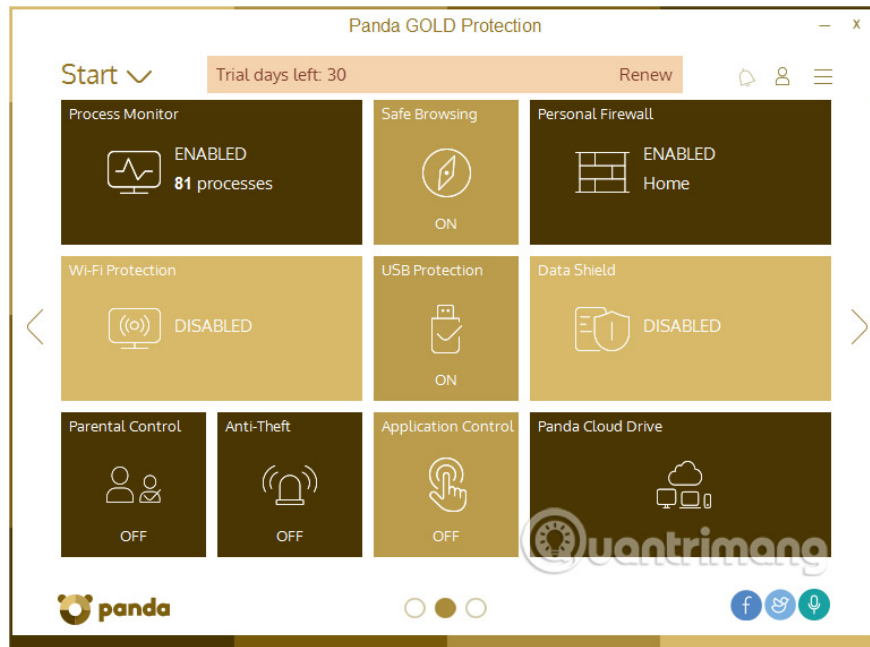 Panda GOLD Protection
Start
Trial days left: 30 Renew
Process Monitor
ENABLED
81 processes
Safe Browsing
ON
Personal Firewall
ENABLED
Home
Wi-Fi Protection
DISABLED
USB Protection
ON
Data Shield
DISABLED
Parental Control
OFF
Anti-Theft
OFF
Application Control
OFF
Panda Cloud Drive
Quantrimang
panda